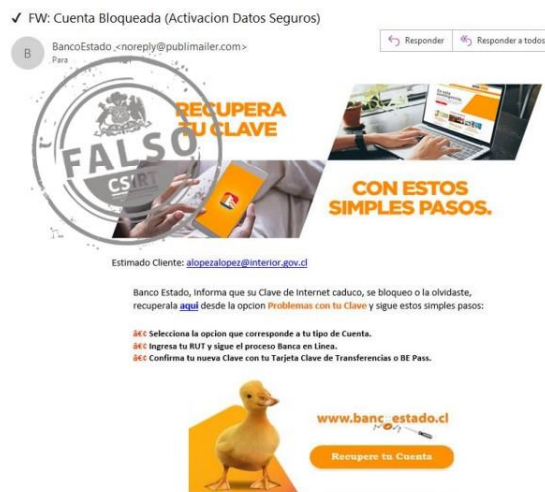 ✓ FW: Cuenta Bloqueada (Activacion Datos Seguros)
B
BancoEstado <noreply@publimailer.com>
Para
Responder
Responder a todos
RECUPERA
TU CLAVE
FALSO
CSIRT
CON ESTOS
SIMPLES PASOS.
Estimado Cliente: alopezalopez@interior.gov.cl
Banco Estado, Informa que su Clave de Internet caduco, se bloqueo o la olvidaste,
recuperala aquí desde la opcion Problemas con tu Clave y sigue estos simples pasos:
• Selecciona la opcion que corresponde a tu tipo de Cuenta.
• Ingresa tu RUT y sigue el proceso Banca en Linea.
• Confirma tu nueva Clave con tu Tarjeta Clave de Transferencias o BE Pass.
www.banc estado.cl
Recupere tu Cuenta